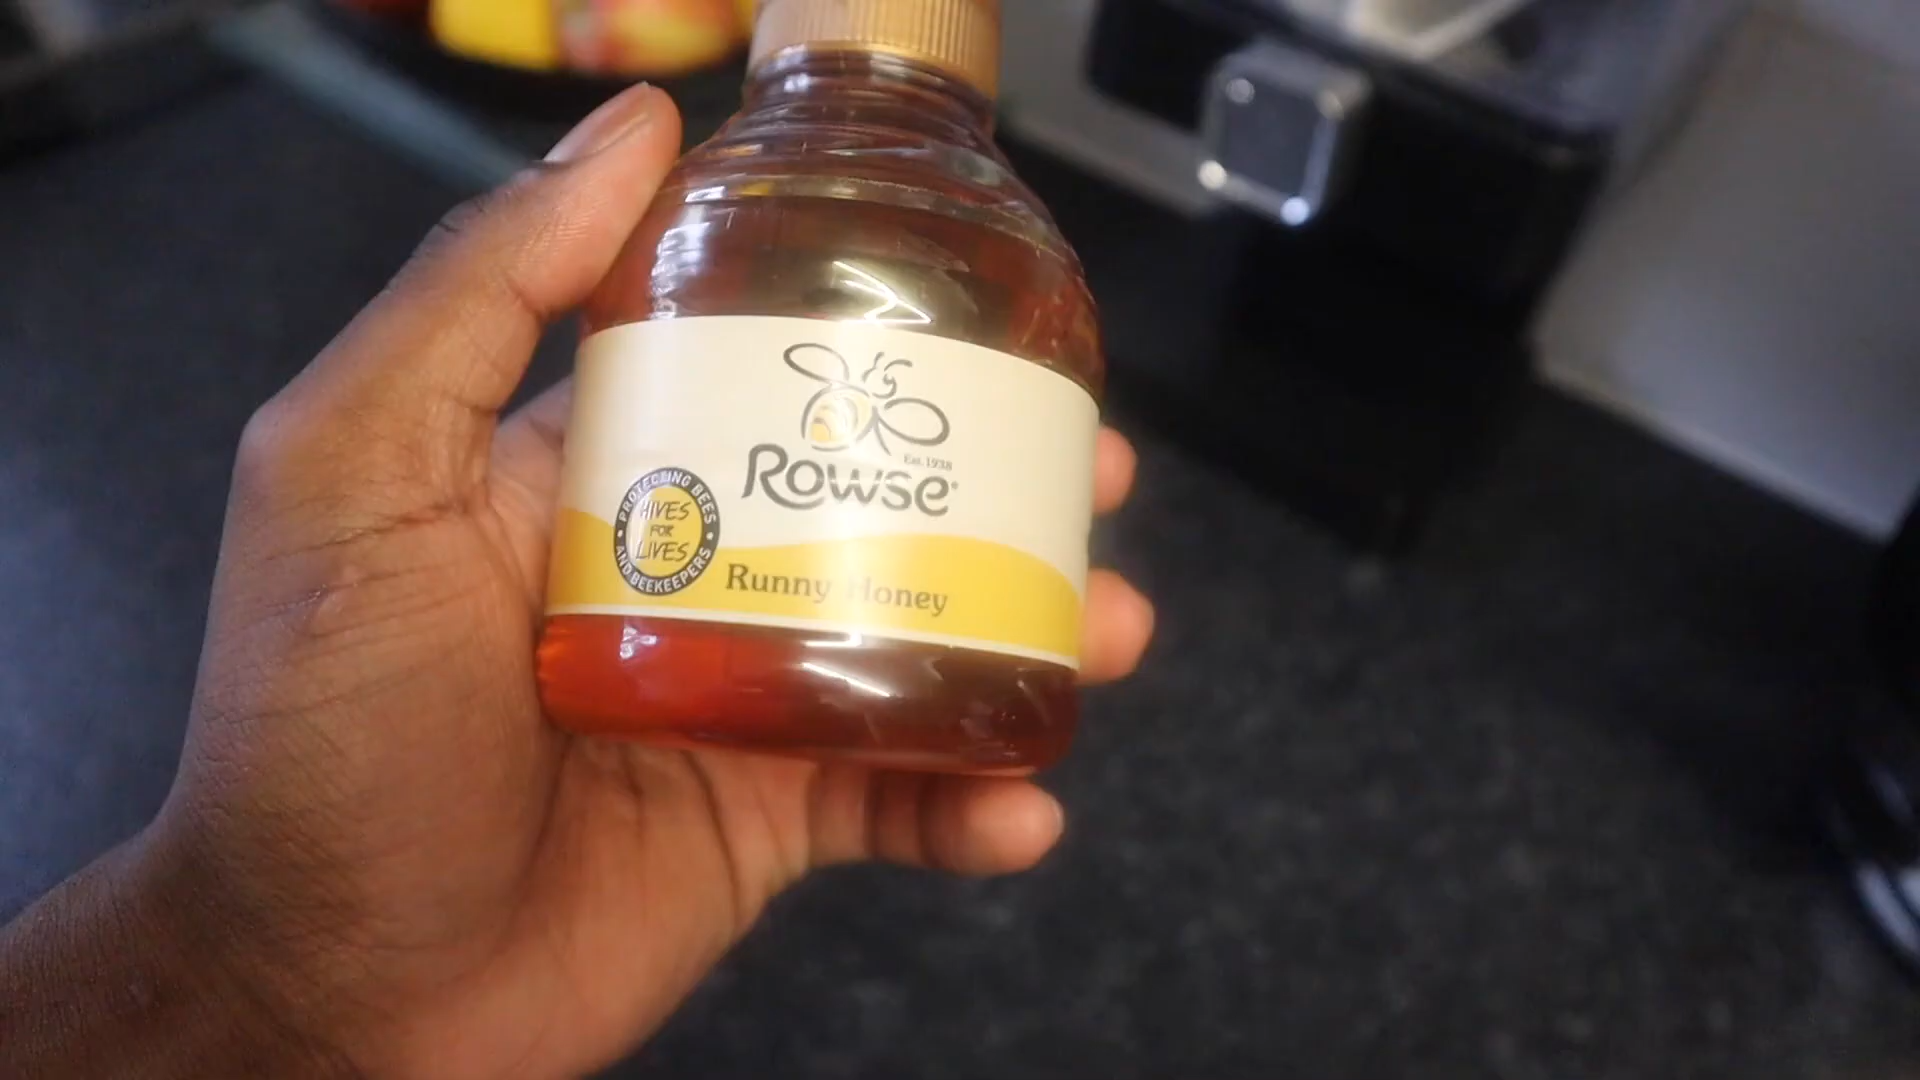 Est.1938
Rowse®
PROTECTING BEES
HIVES
FOR
LIVES
AND BEEKEEPERS
Runny Honey